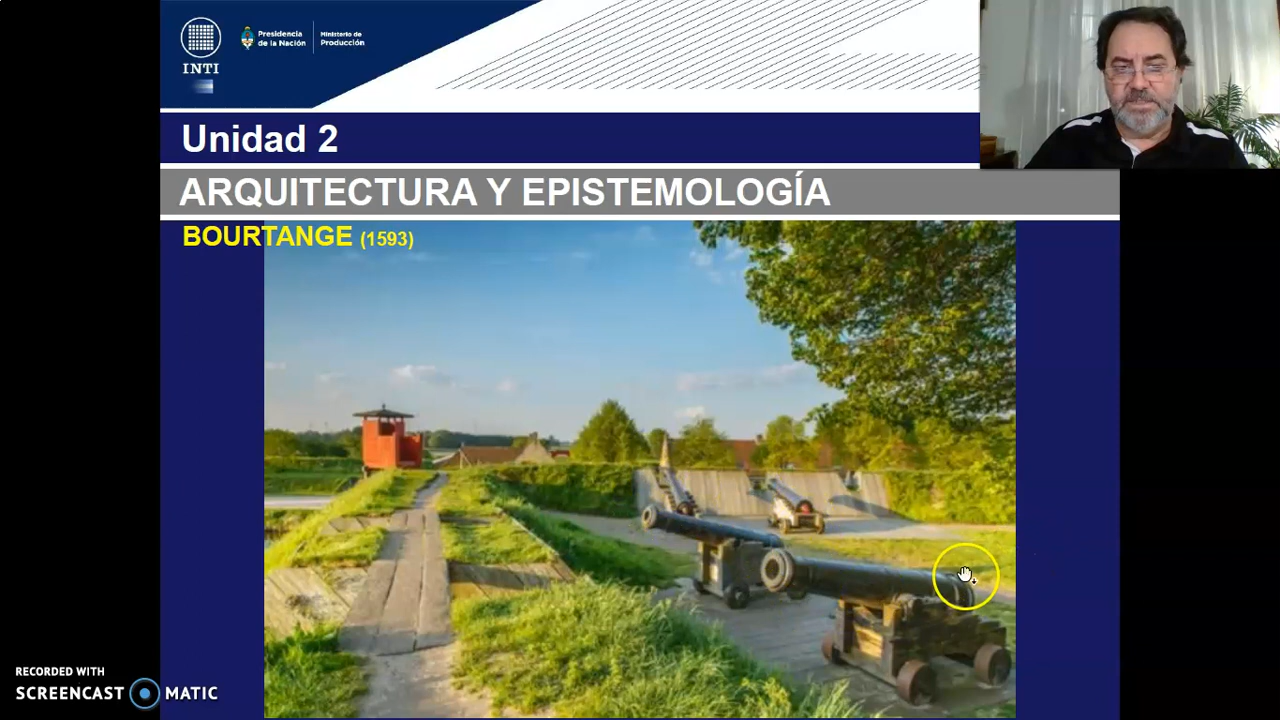 INTI
Presidencia
de la Nación
Ministerio de
Producción
Unidad 2
ARQUITECTURA Y EPISTEMOLOGÍA
BOURTANGE (1593)
RECORDED WITH
SCREENCAST MATIC